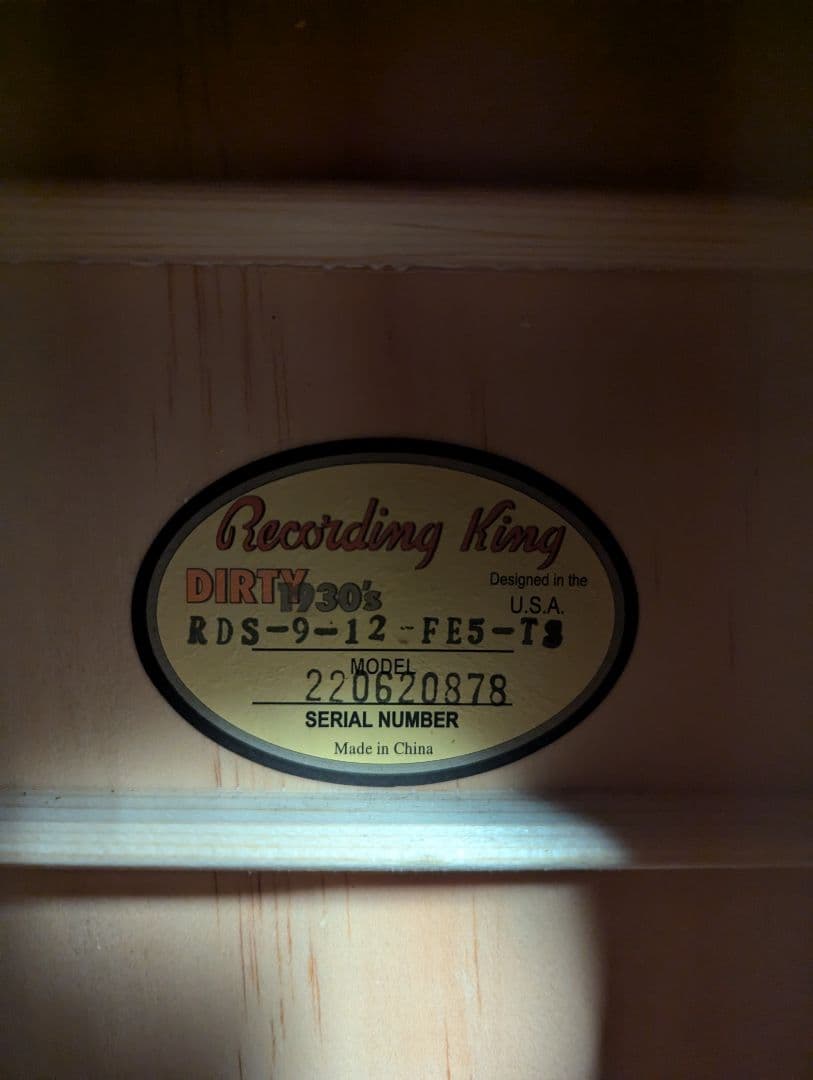 Recording King
DIRTY 1930's
Designed in the
U.S.A.
RDS-9-12-FE5-TS
MODEL
220620878
SERIAL NUMBER
Made in China